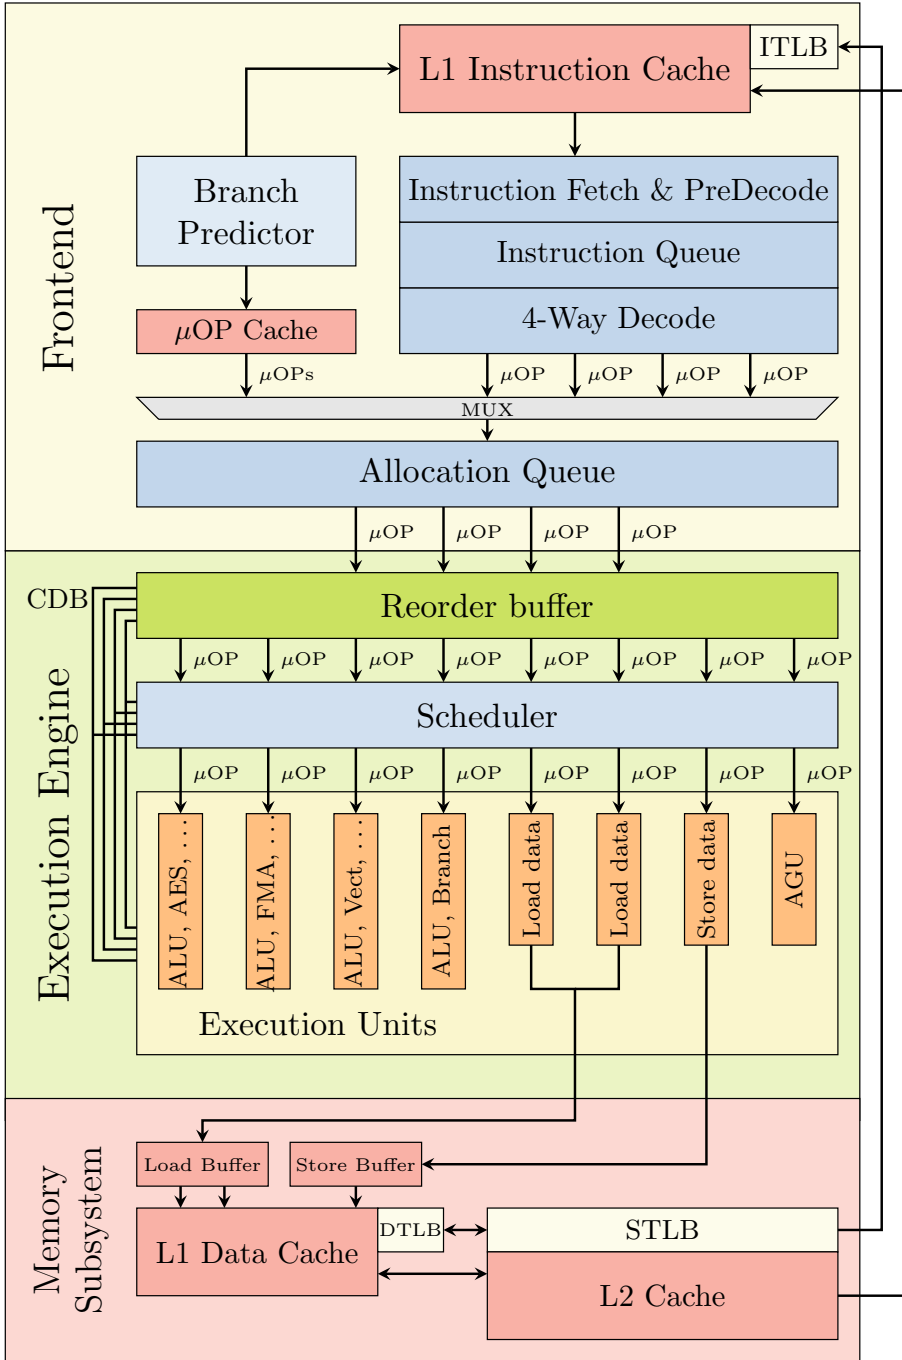 L1 Instruction Cache
ITLB
Branch
Predictor
Instruction Fetch & PreDecode
Instruction Queue
4-Way Decode
μOP Cache
μOPs
μOP
μOP
μOP
μOP
MUX
Allocation Queue
μOP
μOP
μOP
μOP
Frontend
CDB
Reorder buffer
μOP
μOP
μOP
μOP
μOP
μOP
μOP
μOP
Scheduler
μOP
μOP
μOP
μOP
μOP
μOP
μOP
μOP
ALU, AES, ...
ALU, FMA, ...
ALU, Vect, ...
ALU, Branch
Load data
Load data
Store data
AGU
Execution Units
Execution Engine
Load Buffer
Store Buffer
L1 Data Cache
DTLB
STLB
L2 Cache
Memory
Subsystem